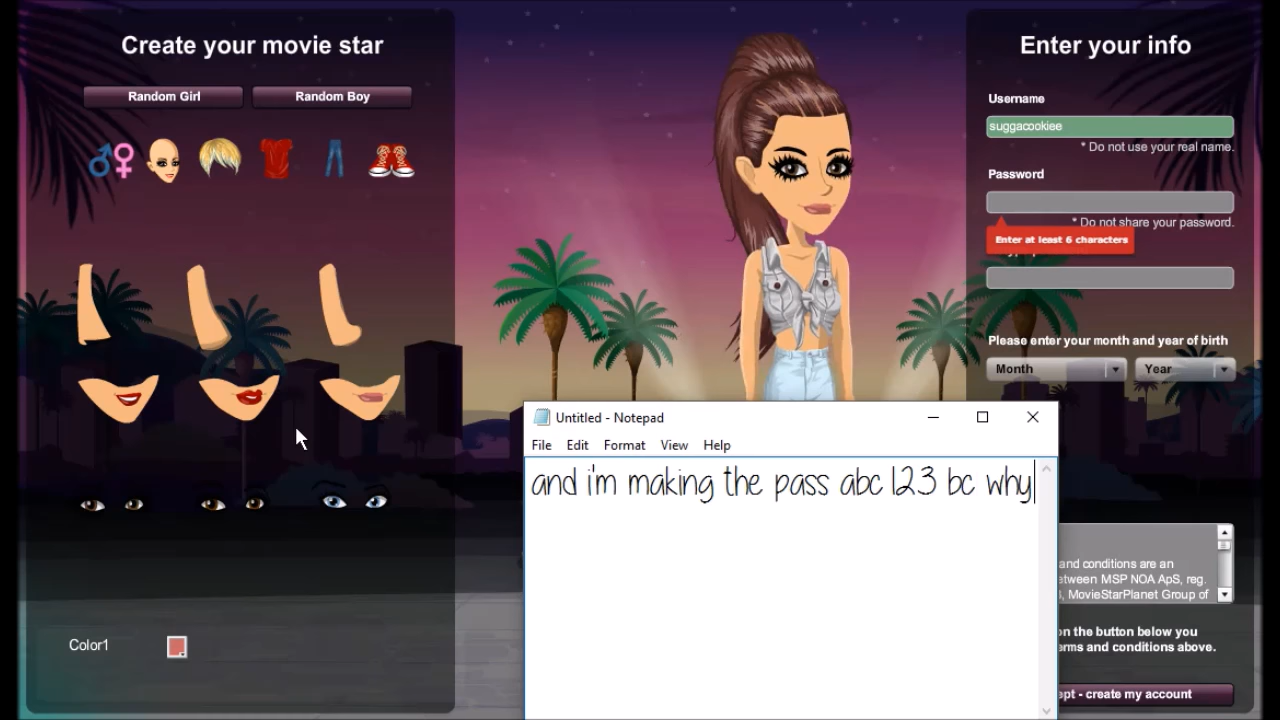 Create your movie star
Random Girl
Random Boy
Color1
Enter your info
Username
suggacookiee
* Do not use your real name.
Password
* Do not share your password.
Enter at least 6 characters
Please enter your month and year of birth
Month
Year
Untitled - Notepad
File Edit Format View Help
and i'm making the pass abc 123 bc why
and conditions are an
MSP NOA ApS, reg.
MovieStarPlanet Group of
on the button below you
terms and conditions above.
- create my account